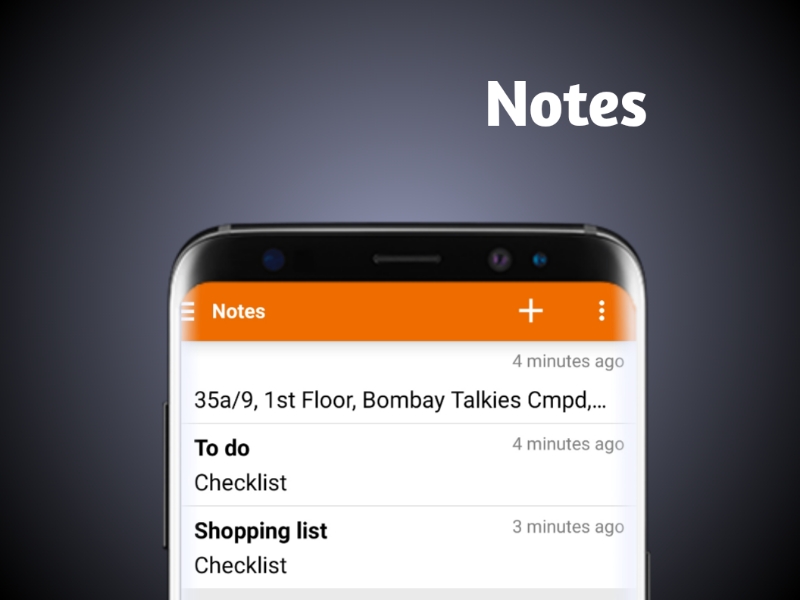 Notes
Notes
4 minutes ago
35a/9, 1st Floor, Bombay Talkies Cmpd,...
To do
4 minutes ago
Checklist
Shopping list
3 minutes ago
Checklist